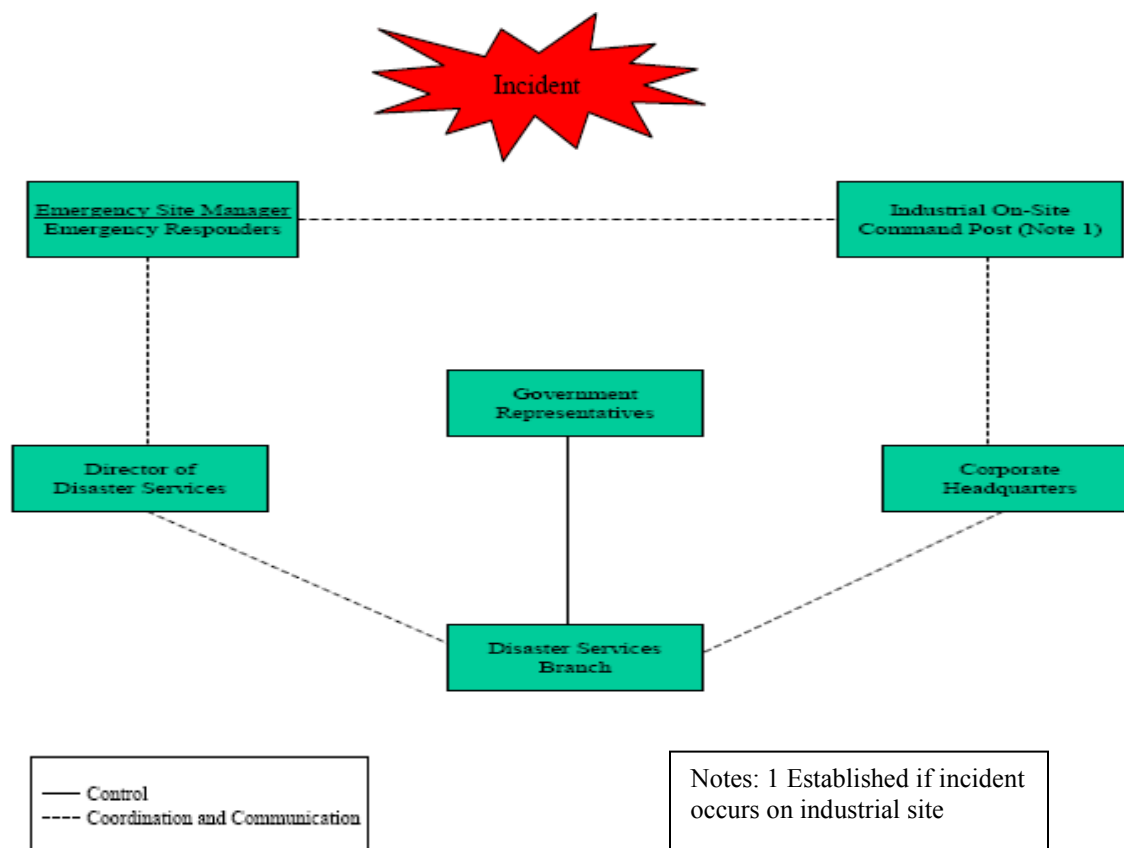 Incident
Emergency Site Manager
Emergency Responders
Industrial On-Site
Command Post (Note 1)
Government
Representatives
Director of
Disaster Services
Corporate
Headquarters
Disaster Services
Branch
Control
Coordination and Communication
Notes: 1 Established if incident
occurs on industrial site